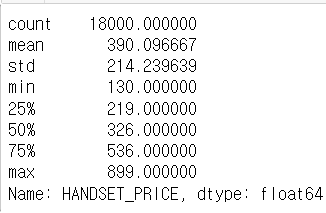 count 18000.000000
mean 390.096667
std 214.239639
min 130.000000
25% 219.000000
50% 326.000000
75% 536.000000
max 899.000000
Name: HANDSET_PRICE, dtype: float64